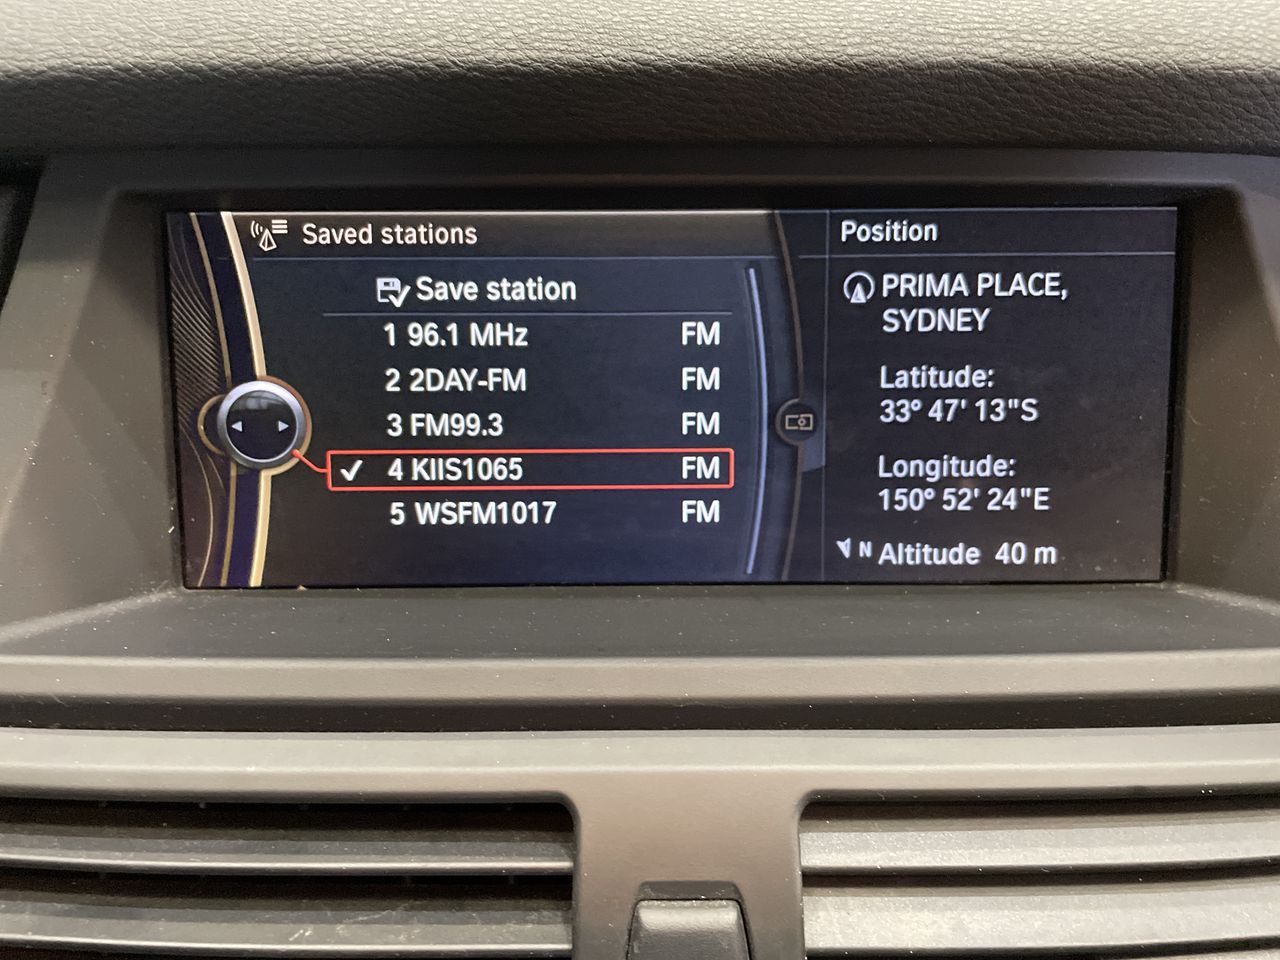 Saved stations
Save station
1 96.1 MHz FM
2 2DAY-FM FM
3 FM99.3 FM
4 KIIS1065 FM
5 WSFM1017 FM
Position
PRIMA PLACE,
SYDNEY
Latitude:
33° 47' 13"S
Longitude:
150° 52' 24"E
N Altitude 40 m